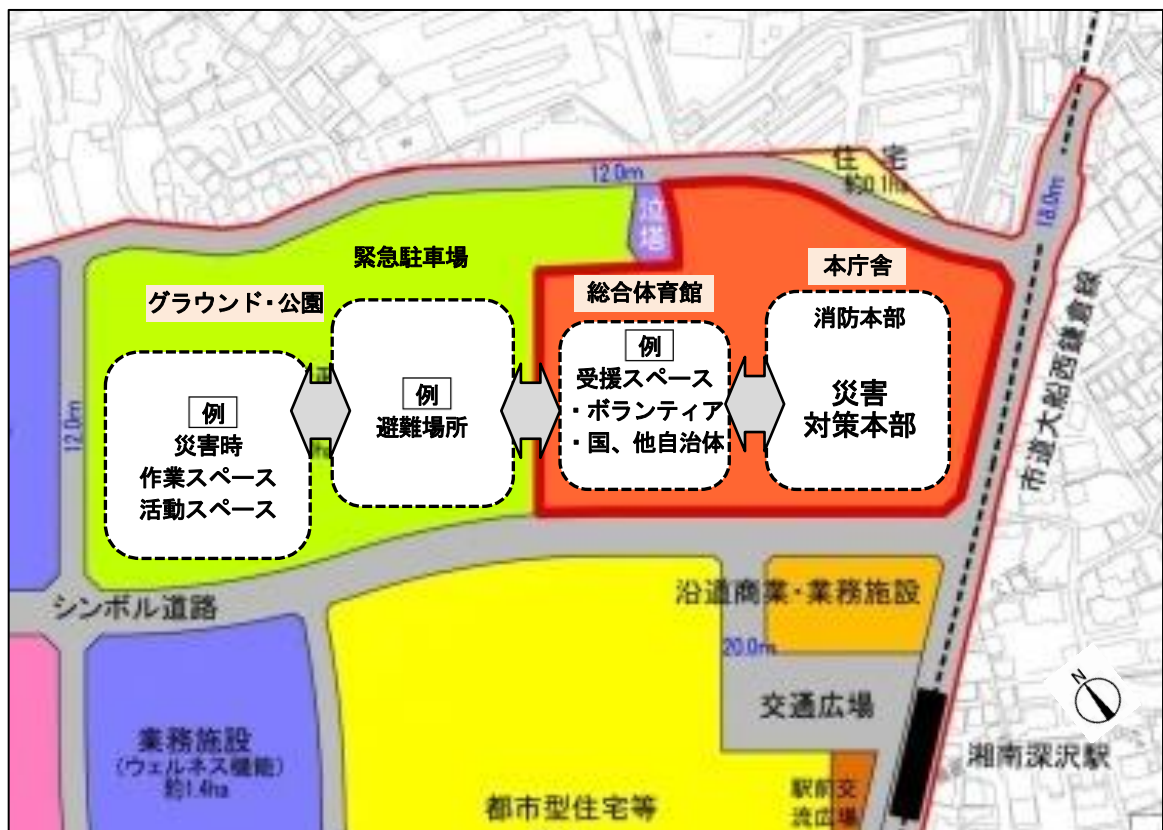 住宅
約0.1ha
12.0m
泣塔
18.0m
緊急駐車場
本庁舎
総合体育館
グラウンド・公園
消防本部
例
受援スペース
・ボランティア
・国、他自治体
災害
対策本部
例
避難場所
例
災害時
作業スペース
活動スペース
12.0m
市道大船西鎌倉線
シンボル道路
沿道商業・業務施設
20.0m
交通広場
N
湘南深沢駅
業務施設
(ウェルネス機能)
約1.4ha
都市型住宅等
駅前交
流広場